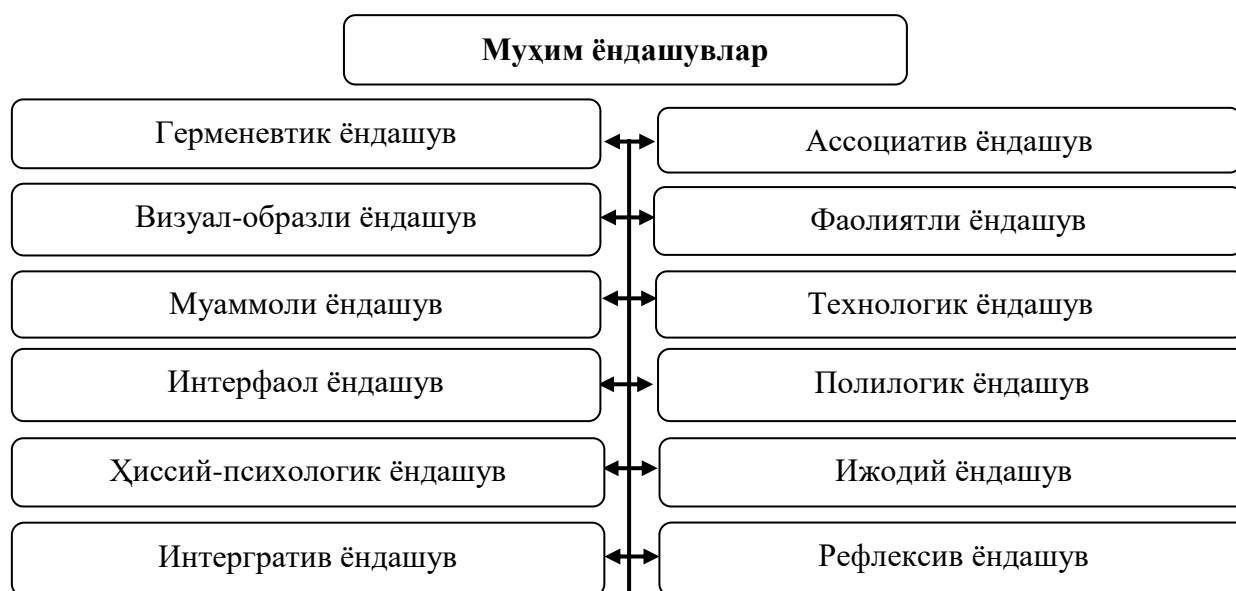 Муҳим ёндашувлар
Герменевтик ёндашув
Ассоциатив ёндашув
Визуал-образли ёндашув
Фаолиятли ёндашув
Муаммоли ёндашув
Технологик ёндашув
Интерфаол ёндашув
Полилогик ёндашув
Ҳиссий-психологик ёндашув
Ижодий ёндашув
Интергратив ёндашув
Рефлексив ёндашув